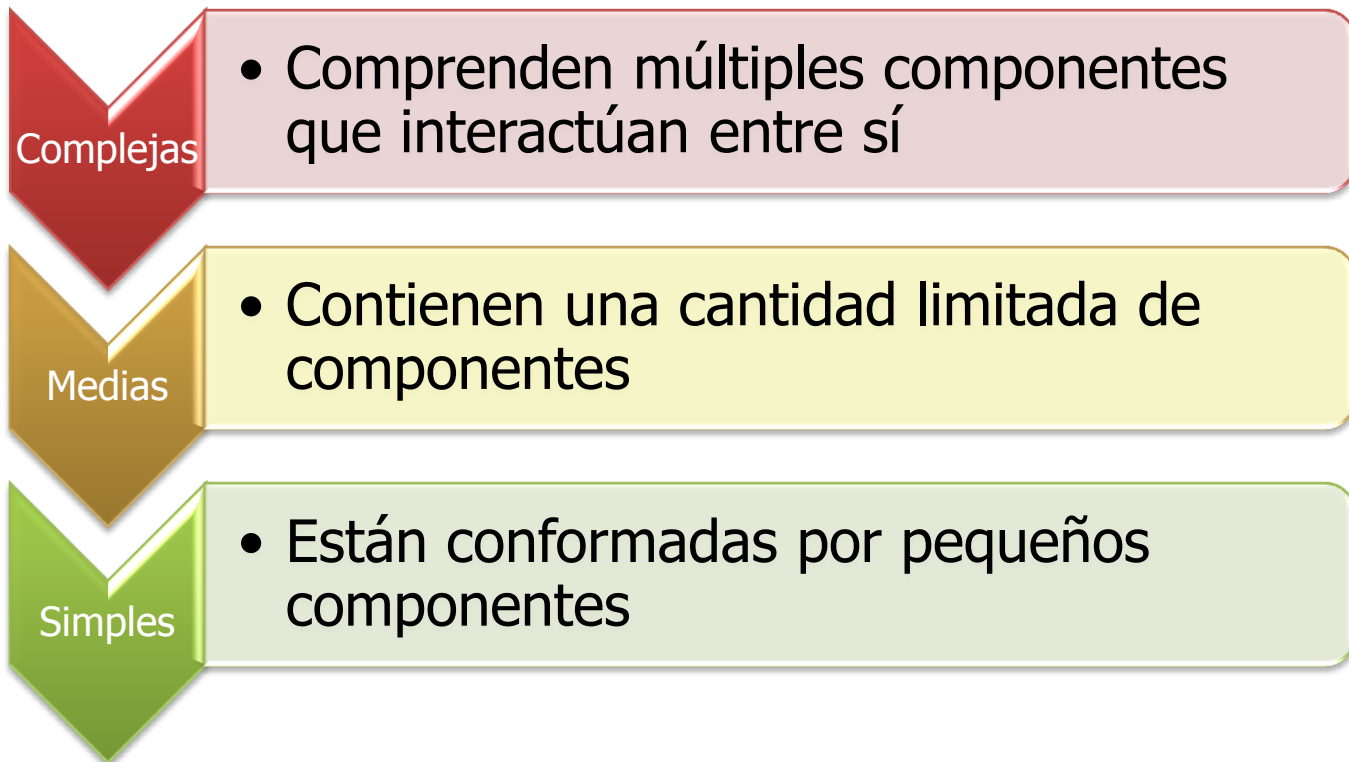 Complejas
• Comprenden múltiples componentes
que interactúan entre sí
Medias
• Contienen una cantidad limitada de
componentes
Simples
• Están conformadas por pequeños
componentes